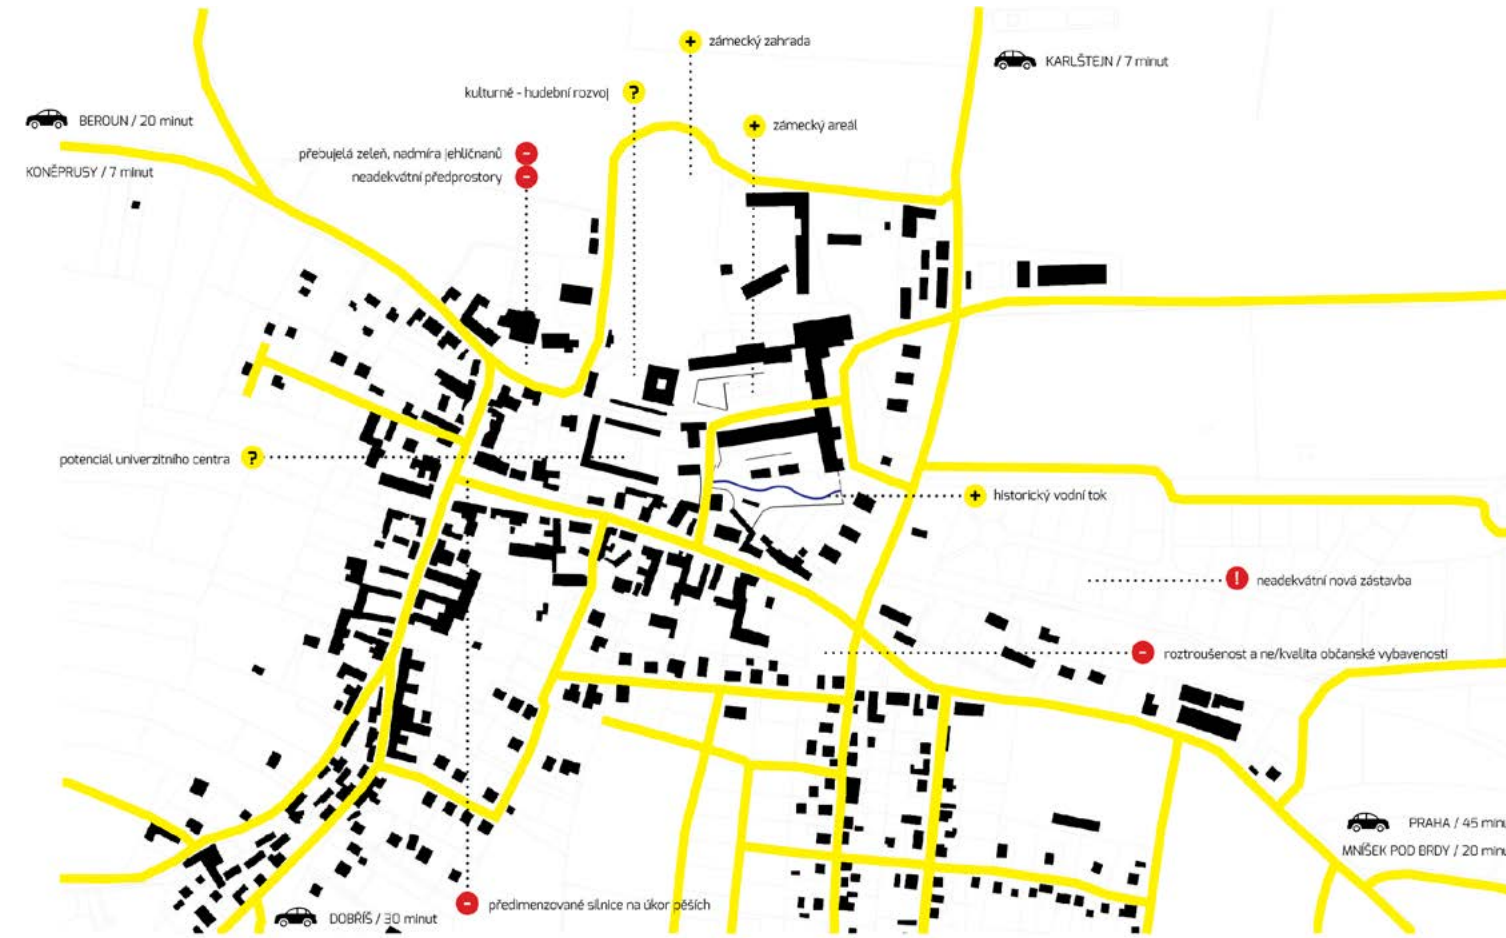 zámecký zahrada
KARLŠTEJN / 7 minut
kulturně - hudební rozvoj
?
BEROUN / 20 minut
zámecký areál
přebujelá zeleň, nadmíra jehličnanů
neadekvátní předprostory
KONĚPRUSY / 7 minut
potenciál univerzitního centra
?
historický vodní tok
!
neadekvátní nová zástavba
roztroušenost a ne/kvalita občanské vybavenosti
PRAHA / 45 minu
MNÍŠEK POD BRDY / 20 minu
předimenzované silnice na úkor pěších
DOBŘÍŠ / 30 minut